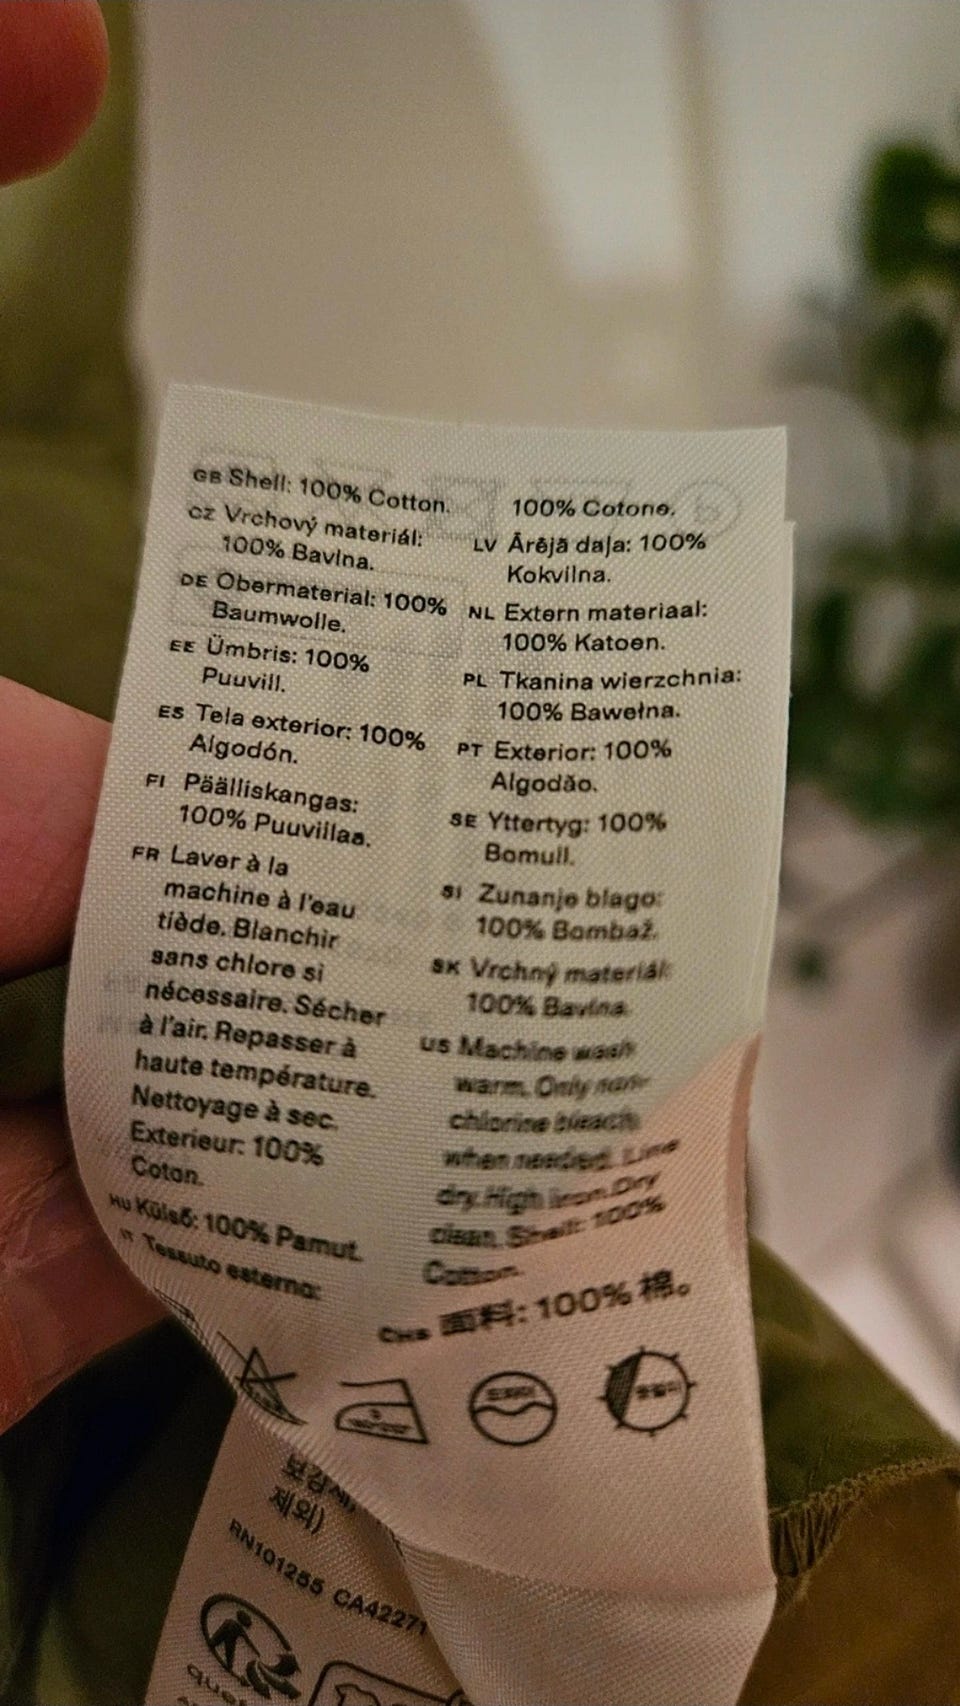 GB Shell: 100% Cotton.
CZ Vrchový materiál:
100% Bavlna.
DE Obermaterial: 100%
Baumwolle.
EE Ümbris: 100%
Puuvill.
ES Tela exterior: 100%
Algodón.
FI Päälliskangas:
100% Puuvillaa.
FR Laver à la
machine à l'eau
tiède. Blanchir
sans chlore si
nécessaire. Sécher
à l'air. Repasser à
haute température.
Nettoyage à sec.
Exterieur: 100%
Coton.
HU Külső: 100% Pamut.
IT Tessuto esterno:
100% Cotone.
LV Ārējā daļa: 100%
Kokvilna.
NL Extern materiaal:
100% Katoen.
PL Tkanina wierzchnia:
100% Bawełna.
PT Exterior: 100%
Algodão.
SE Yttertyg: 100%
Bomull.
SI Zunanje blago:
100% Bombaž.
SK Vrchný materiál:
100% Bavlna.
US Machine wash
warm. Only non-
chlorine bleach
when needed. Line
dry. High iron. Dry
clean. Shell: 100%
Cotton.
CHS 面料: 100% 棉。
제외)
RN101255 CA42271